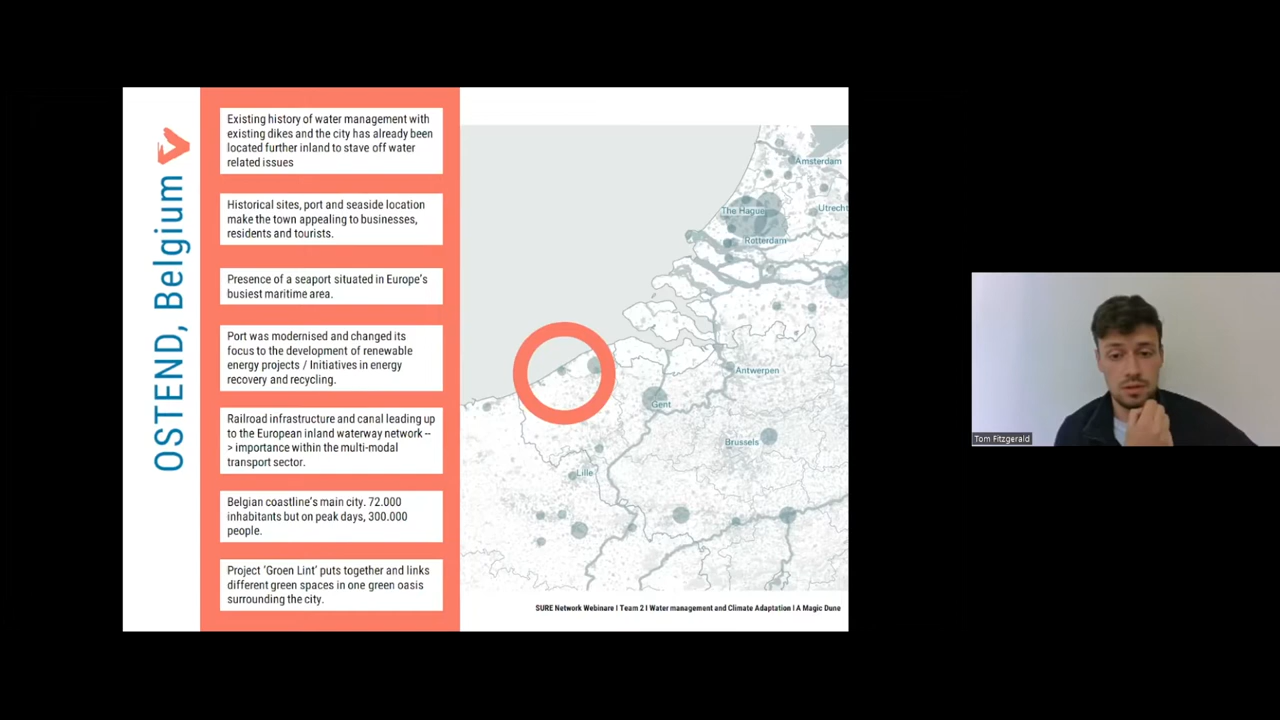 OSTEND, Belgium
Existing history of water management with
existing dikes and the city has already been
located further inland to stave off water
related issues
Historical sites, port and seaside location
make the town appealing to businesses,
residents and tourists.
Presence of a seaport situated in Europe's
busiest maritime area.
Port was modernised and changed its
focus to the development of renewable
energy projects / Initiatives in energy
recovery and recycling.
Railroad infrastructure and canal leading up
to the European inland waterway network --
> importance within the multi-modal
transport sector.
Belgian coastline's main city. 72.000
inhabitants but on peak days, 300.000
people.
Project 'Groen Lint' puts together and links
different green spaces in one green oasis
surrounding the city.
Amsterdam
The Hague
Utrecht
Rotterdam
Antwerpen
Gent
Brussels
Lille
SURE Network Webinare I Team 2 I Water management and Climate Adaptation I A Magic Dune
Tom Fitzgerald